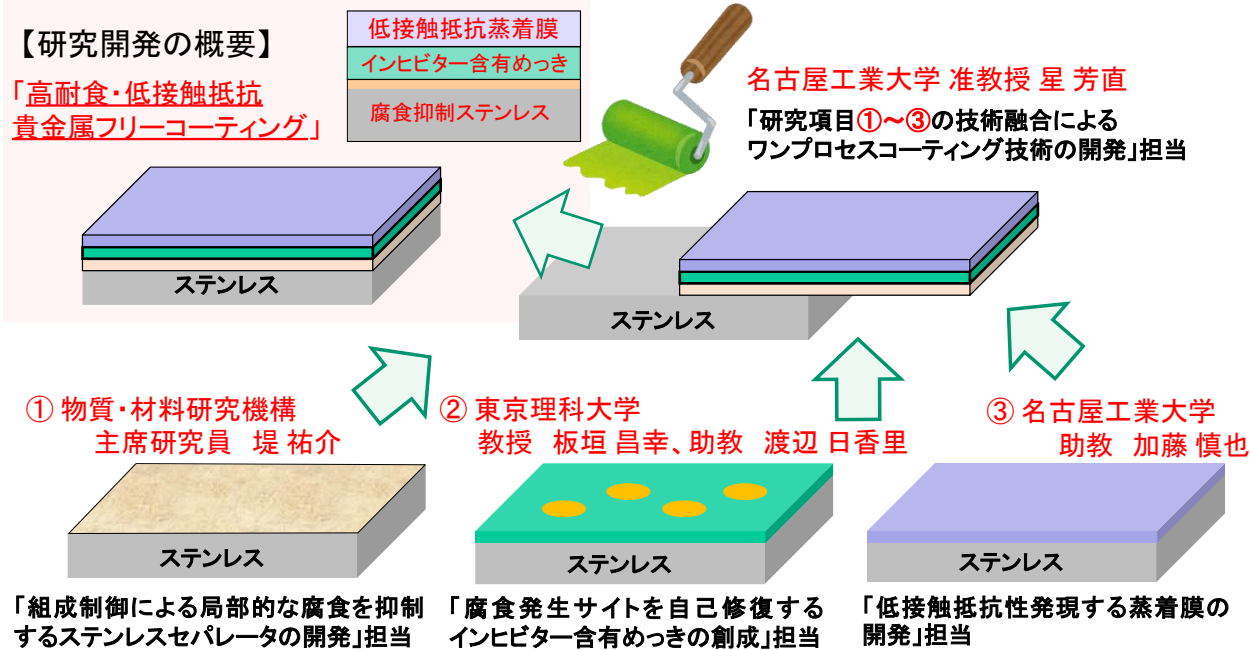 【研究開発の概要】
「高耐食・低接触抵抗
貴金属フリーコーティング」
低接触抵抗蒸着膜
インヒビター含有めっき
腐食抑制ステンレス
ステンレス
名古屋工業大学 准教授 星 芳直
「研究項目①～③の技術融合による
ワンプロセスコーティング技術の開発」担当
ステンレス
① 物質・材料研究機構
主席研究員 堤 祐介
ステンレス
「組成制御による局部的な腐食を抑制
するステンレスセパレータの開発」担当
② 東京理科大学
教授 板垣 昌幸、助教 渡辺 日香里
ステンレス
「腐食発生サイトを自己修復する
インヒビター含有めっきの創成」担当
③ 名古屋工業大学
助教 加藤 慎也
ステンレス
「低接触抵抗性発現する蒸着膜の
開発」担当